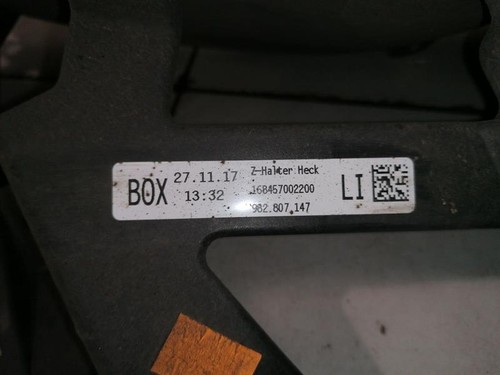 BOX 27.11.17 Z-Halter Heck
13:32 168457002200 LI
982.807.147